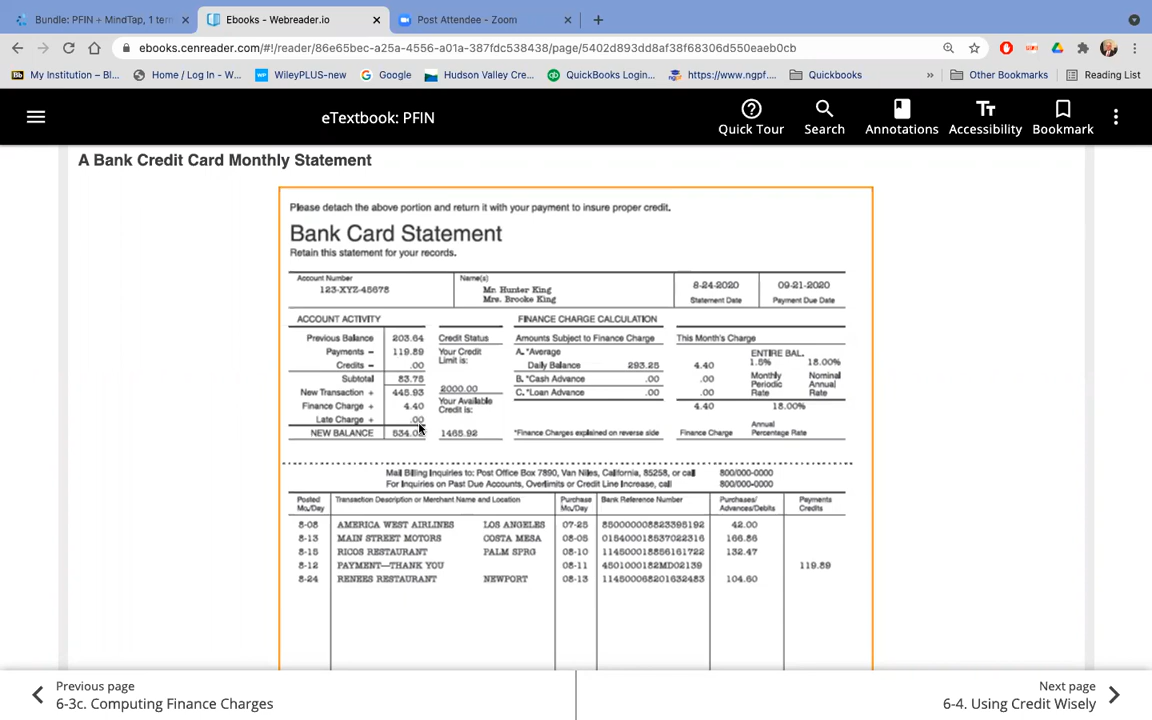 Bundle: PFIN + MindTap, 1 term
Ebooks - Webreader.io
Post Attendee - Zoom
ebooks.cenreader.com/#!/reader/86e65bec-a25a-4556-a01a-387fdc538438/page/5402d893dd8af38f68306d550eaeb0cb
My Institution – Bl...
Home / Log In - W...
WileyPLUS-new
Google
Hudson Valley Cre...
QuickBooks Login...
https://www.ngpf....
Quickbooks
»
Other Bookmarks
Reading List
eTextbook: PFIN
Quick Tour
Search
Annotations
Accessibility
Bookmark
A Bank Credit Card Monthly Statement
Please detach the above portion and return it with your payment to insure proper credit.
Bank Card Statement
Retain this statement for your records.
Account Number
123-XYZ-45678
Name(s)
Mr. Hunter King
Mrs. Brooke King
8-24-2020
Statement Date
09-21-2020
Payment Due Date
ACCOUNT ACTIVITY
Previous Balance 203.64
Payments – 119.89
Credits – .00
Subtotal 83.75
New Transaction + 445.93
Finance Charge + 4.40
Late Charge + .00
NEW BALANCE
Credit Status
Your Credit
Limit is:
2000.00
Your Available
Credit is:
1465.92
FINANCE CHARGE CALCULATION
Amounts Subject to Finance Charge
A. *Average
Daily Balance 293.25
B. *Cash Advance .00
C. *Loan Advance .00
*Finance Charges explained on reverse side
This Month's Charge
4.40
.00
.00
4.40
Finance Charge
ENTIRE BAL.
1.5% 18.00%
Monthly Nominal
Periodic Annual
Rate Rate
18.00%
Annual
Percentage Rate
Mail Billing Inquiries to: Post Office Box 7890, Van Niles, California, 85258, or call 800/000-0000
For Inquiries on Past Due Accounts, Overlimits or Credit Line Increase, call 800/000-0000
Posted Transaction Description or Merchant Name and Location Purchase Bank Reference Number Purchases/ Payments
Mo./Day Mo/Day Advances/Debits Credits
8-08 AMERICA WEST AIRLINES LOS ANGELES 07-25 85000008823395192 42.00
8-13 MAIN STREET MOTORS COSTA MESA 08-05 015400018537022316 166.86
8-15 RICOS RESTAURANT PALM SPRG 08-10 11450001885616172​2 132.47
8-12 PAYMENT—THANK YOU 08-11 4501000182MD02139 119.89
8-24 RENEES RESTAURANT NEWPORT 08-13 114500068201632483 104.60
Previous page
6-3c. Computing Finance Charges
Next page
6-4. Using Credit Wisely